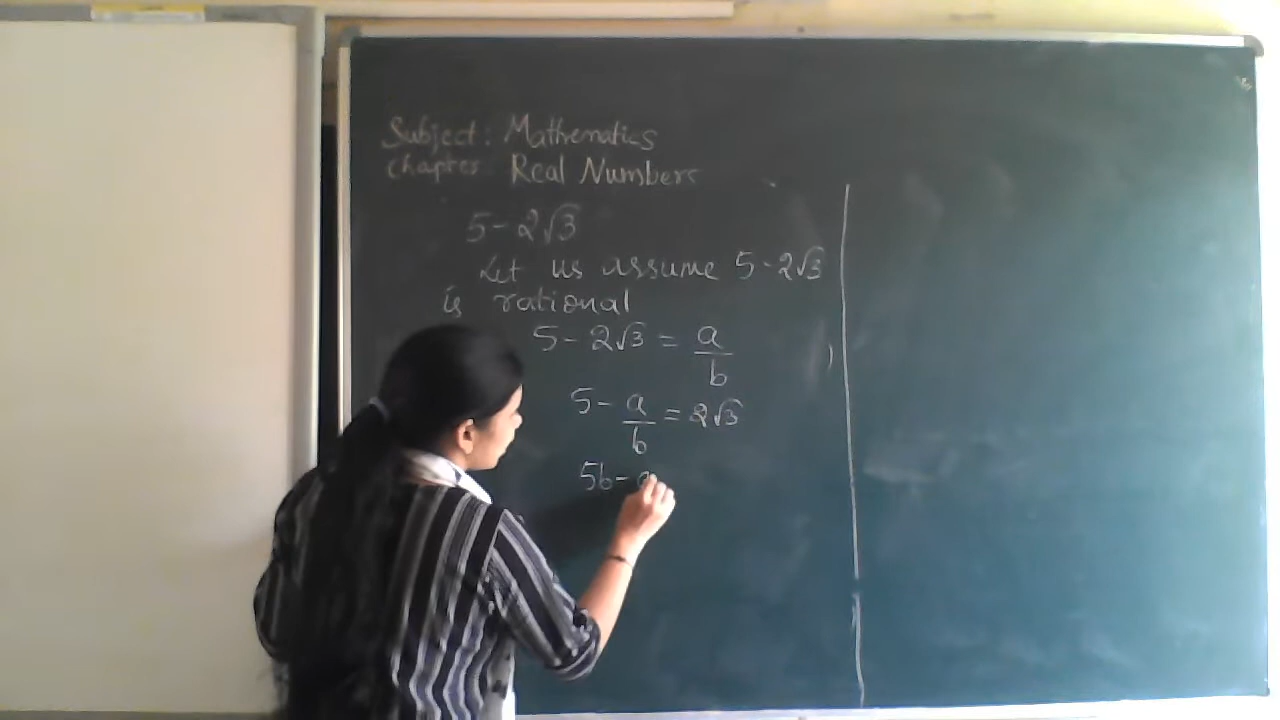 Subject: Mathematics
Chapter: Real Numbers
5-2√3
Let us assume 5-2√3
is rational
5-2√3 = a/b
5-a/b = 2√3
5b-a